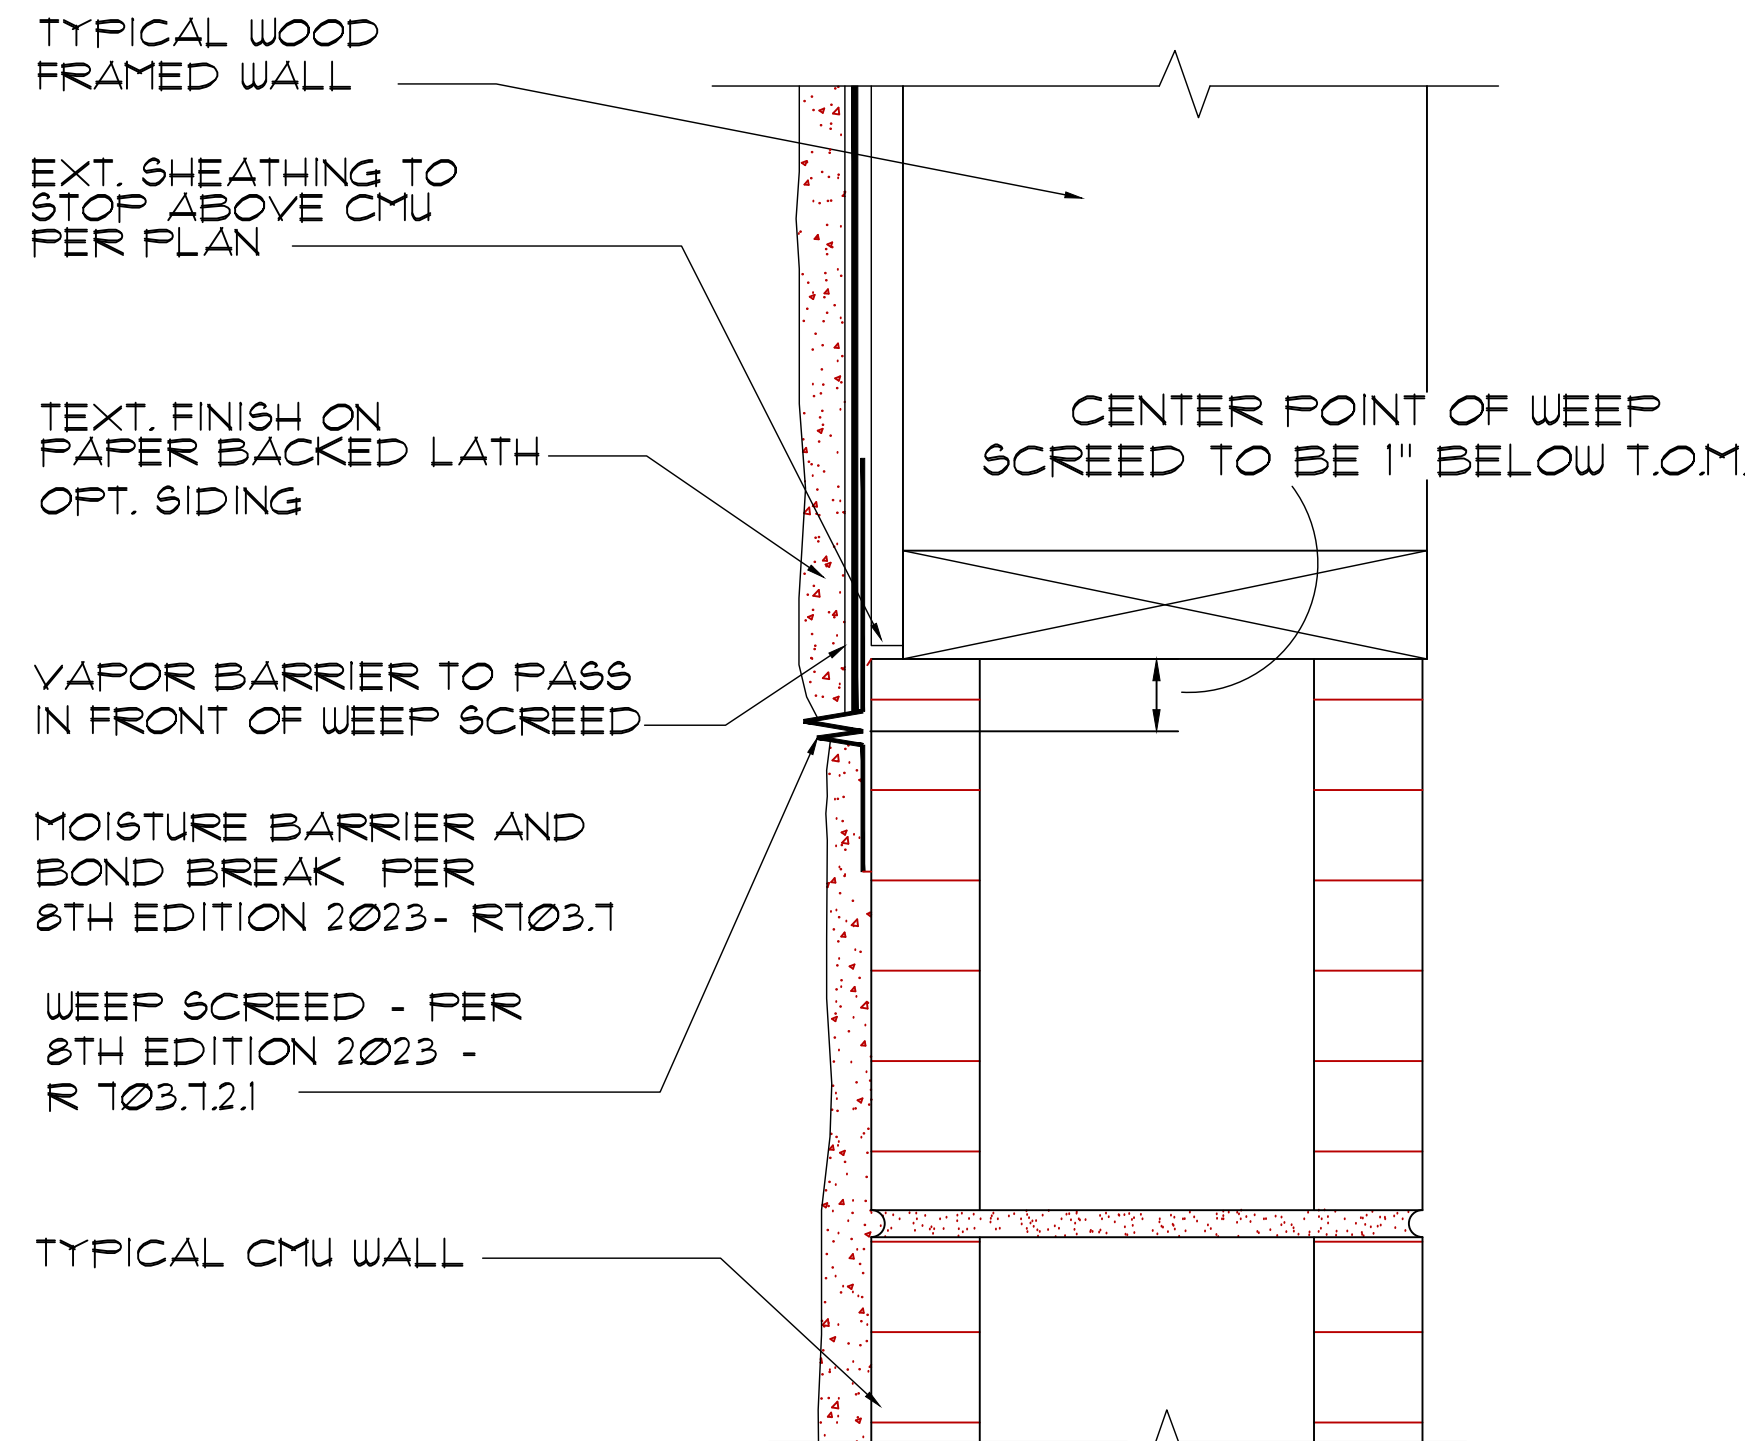 TYPICAL WOOD
FRAMED WALL
EXT. SHEATHING TO
STOP ABOVE CMU
PER PLAN
TEXT. FINISH ON
PAPER BACKED LATH
OPT. SIDING
CENTER POINT OF WEEP
SCREED TO BE 1" BELOW T.O.M.
VAPOR BARRIER TO PASS
IN FRONT OF WEEP SCREED
MOISTURE BARRIER AND
BOND BREAK PER
8TH EDITION 2023- R703.7
WEEP SCREED - PER
8TH EDITION 2023 -
R 703.7.2.1
TYPICAL CMU WALL